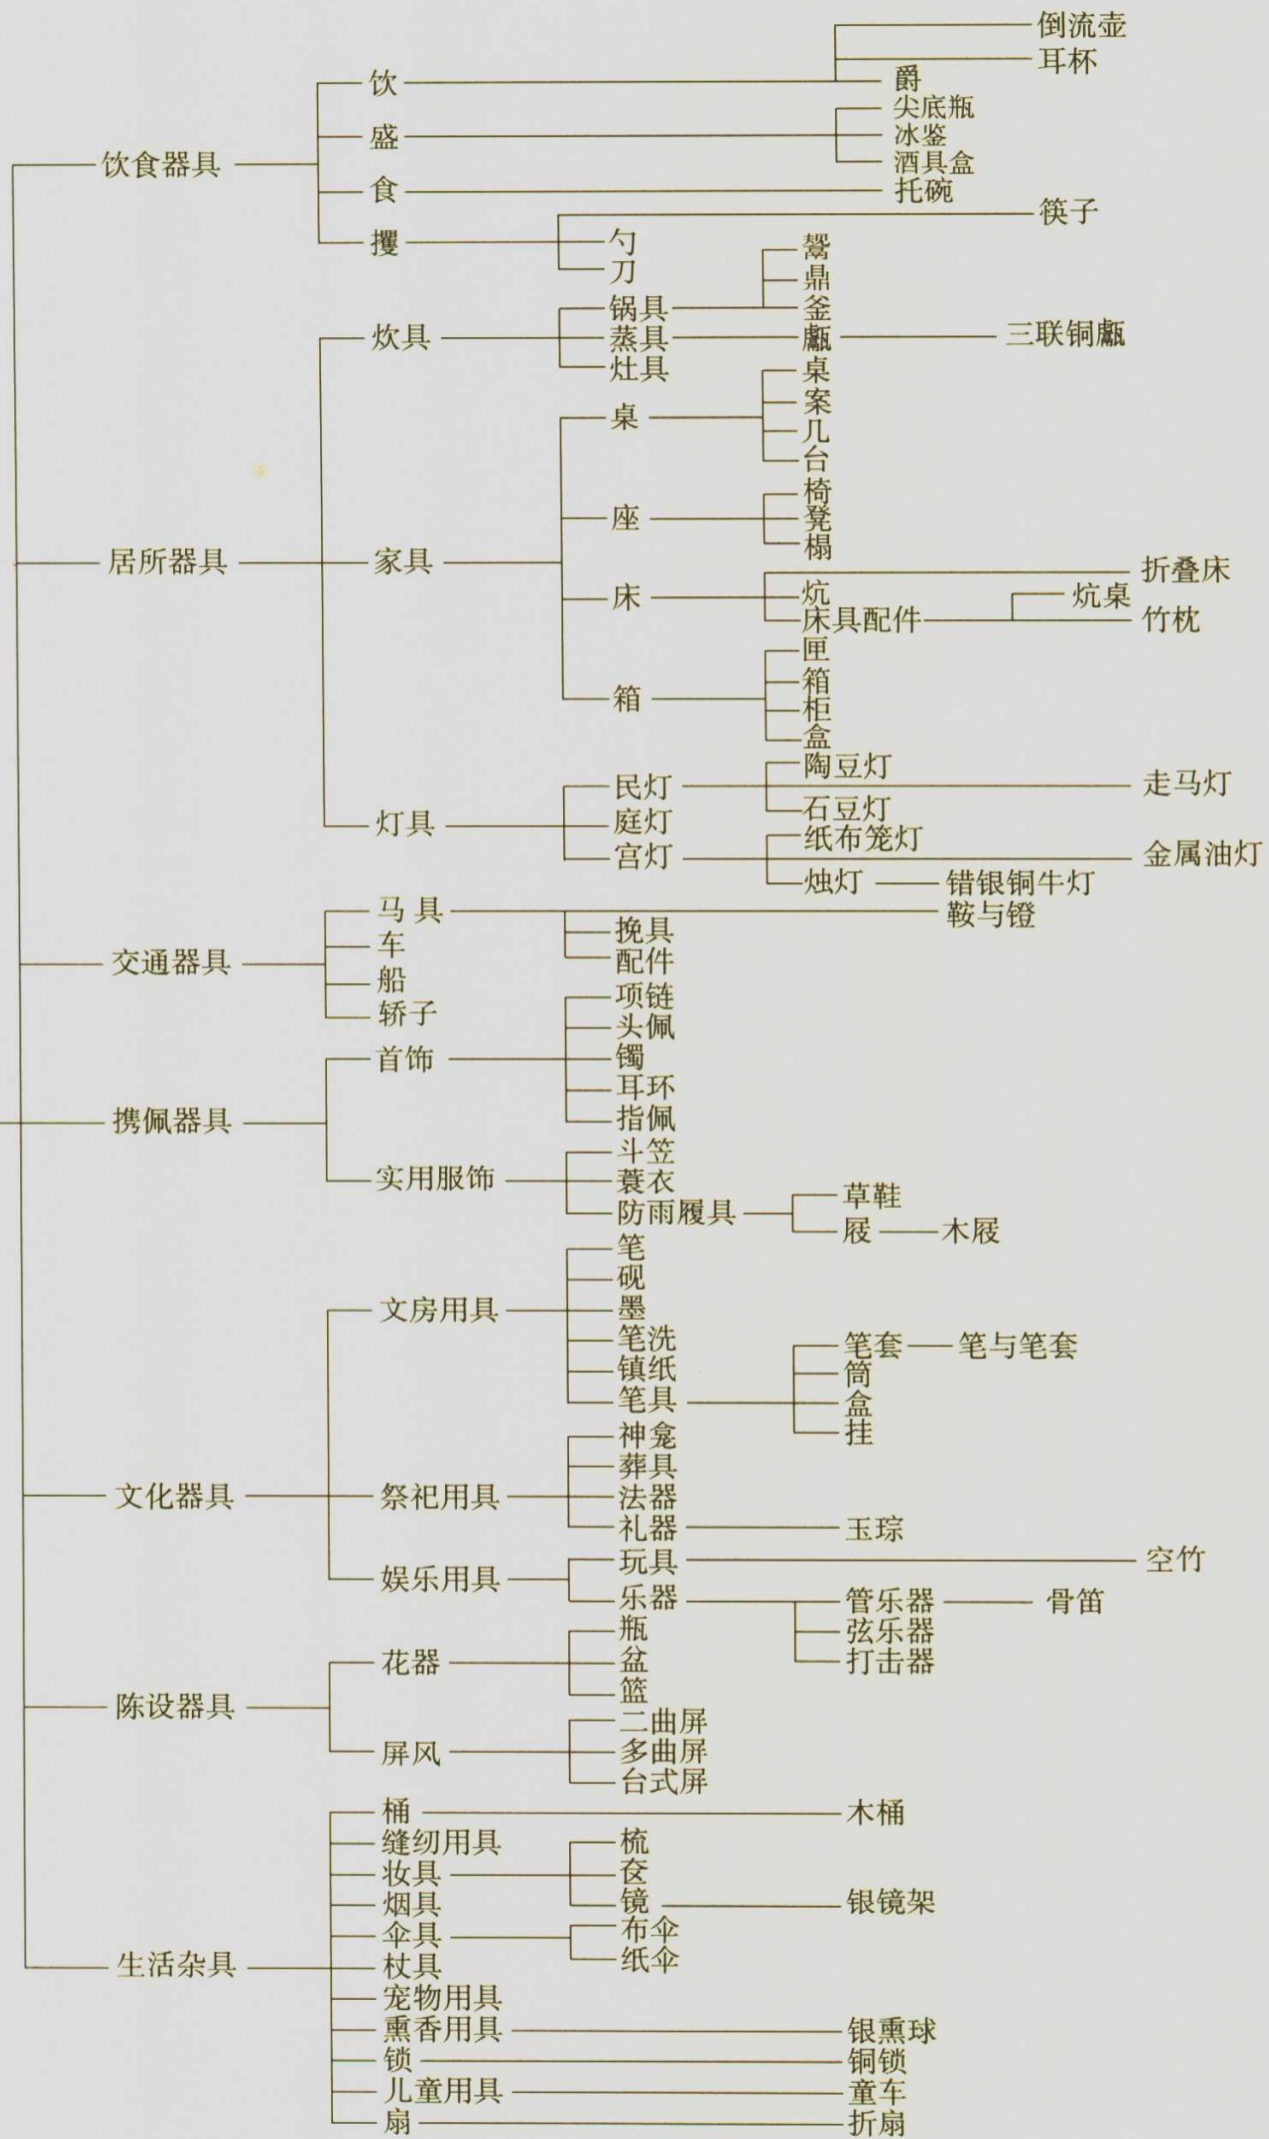 倒流壶
耳杯
饮
爵
尖底瓶
盛
冰鉴
酒具盒
饮食器具
食
托碗
筷子
攫
勺
刀
鬶
鼎
锅具
釜
炊具
蒸具
甗
三联铜甗
灶具
桌
桌
案
几
台
椅
座
凳
榻
居所器具
家具
折叠床
床
炕
炕桌
床具配件
竹枕
匣
箱
箱
柜
盒
陶豆灯
民灯
走马灯
石豆灯
灯具
庭灯
纸布笼灯
宫灯
金属油灯
烛灯
错银铜牛灯
马具
鞍与镫
挽具
车
配件
交通器具
船
轿子
项链
头佩
首饰
镯
耳环
指佩
携佩器具
斗笠
实用服饰
蓑衣
草鞋
防雨履具
屐
木屐
笔
砚
文房用具
墨
笔洗
笔套
笔与笔套
镇纸
筒
笔具
盒
挂
神龛
葬具
文化器具
祭祀用具
法器
礼器
玉琮
玩具
空竹
娱乐用具
乐器
管乐器
骨笛
弦乐器
打击器
瓶
花器
盆
篮
陈设器具
二曲屏
屏风
多曲屏
台式屏
桶
木桶
缝纫用具
梳
妆具
奁
烟具
镜
银镜架
伞具
布伞
纸伞
生活杂具
杖具
宠物用具
熏香用具
银熏球
锁
铜锁
儿童用具
童车
扇
折扇